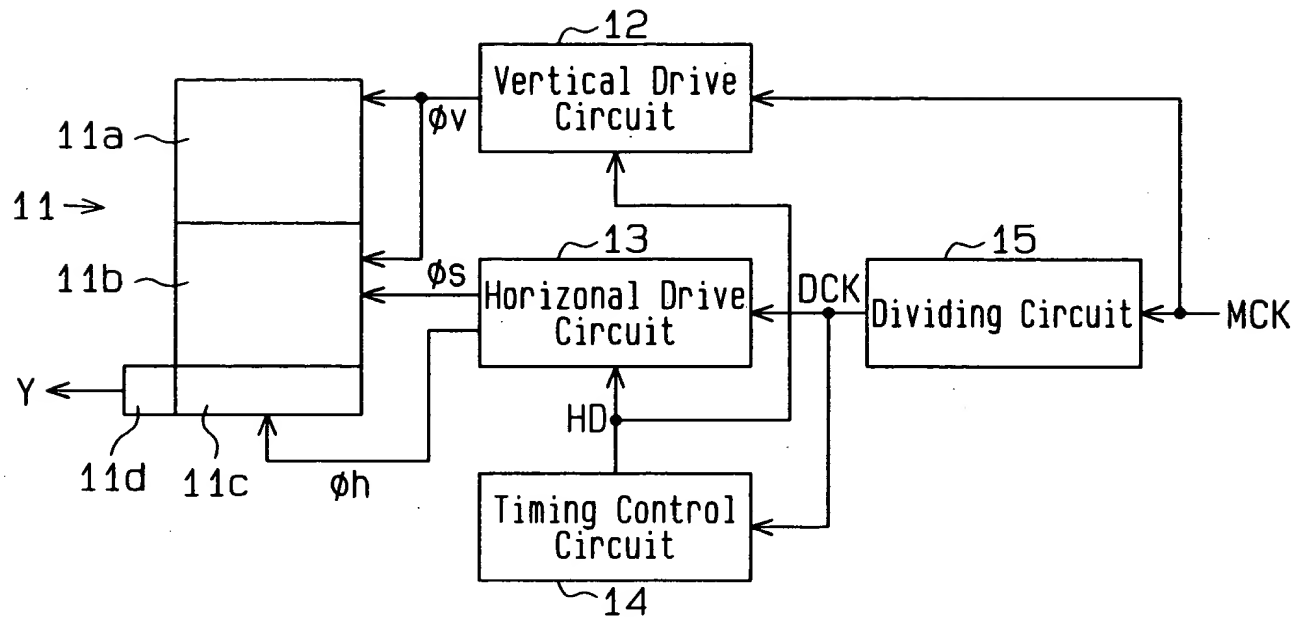 12
Vertical Drive
Circuit
φv
11a
11
13
15
11b
φs
Horizonal Drive
Circuit
DCK
Dividing Circuit
MCK
Y
HD
11d
11c
φh
Timing Control
Circuit
14